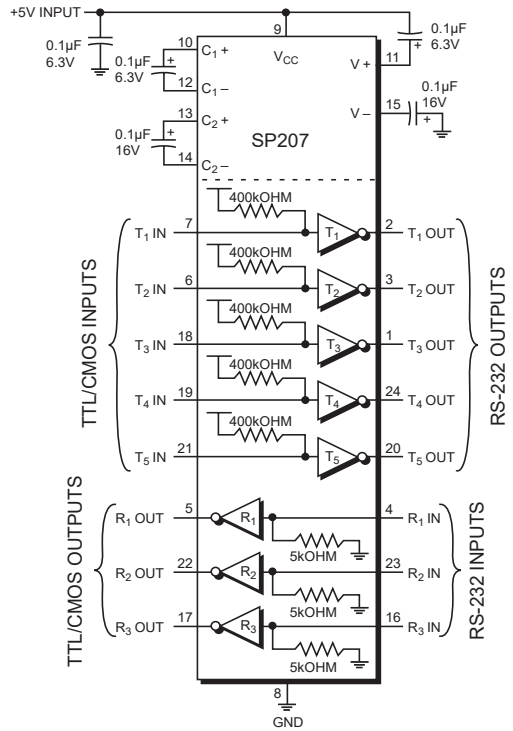 +5V INPUT
0.1µF
6.3V
9
VCC
0.1µF
6.3V
10
C1 +
0.1µF
6.3V
12
C1 –
V +
11
13
C2 +
0.1µF
16V
14
C2 –
V –
15
0.1µF
16V
SP207
TTL/CMOS INPUTS
RS-232 OUTPUTS
400kOHM
T1 IN
7
T1
2
T1 OUT
400kOHM
T2 IN
6
T2
3
T2 OUT
400kOHM
T3 IN
18
T3
1
T3 OUT
400kOHM
T4 IN
19
T4
24
T4 OUT
400kOHM
T5 IN
21
T5
20
T5 OUT
TTL/CMOS OUTPUTS
RS-232 INPUTS
R1 OUT
5
R1
4
R1 IN
5kOHM
R2 OUT
22
R2
23
R2 IN
5kOHM
R3 OUT
17
R3
16
R3 IN
5kOHM
8
GND